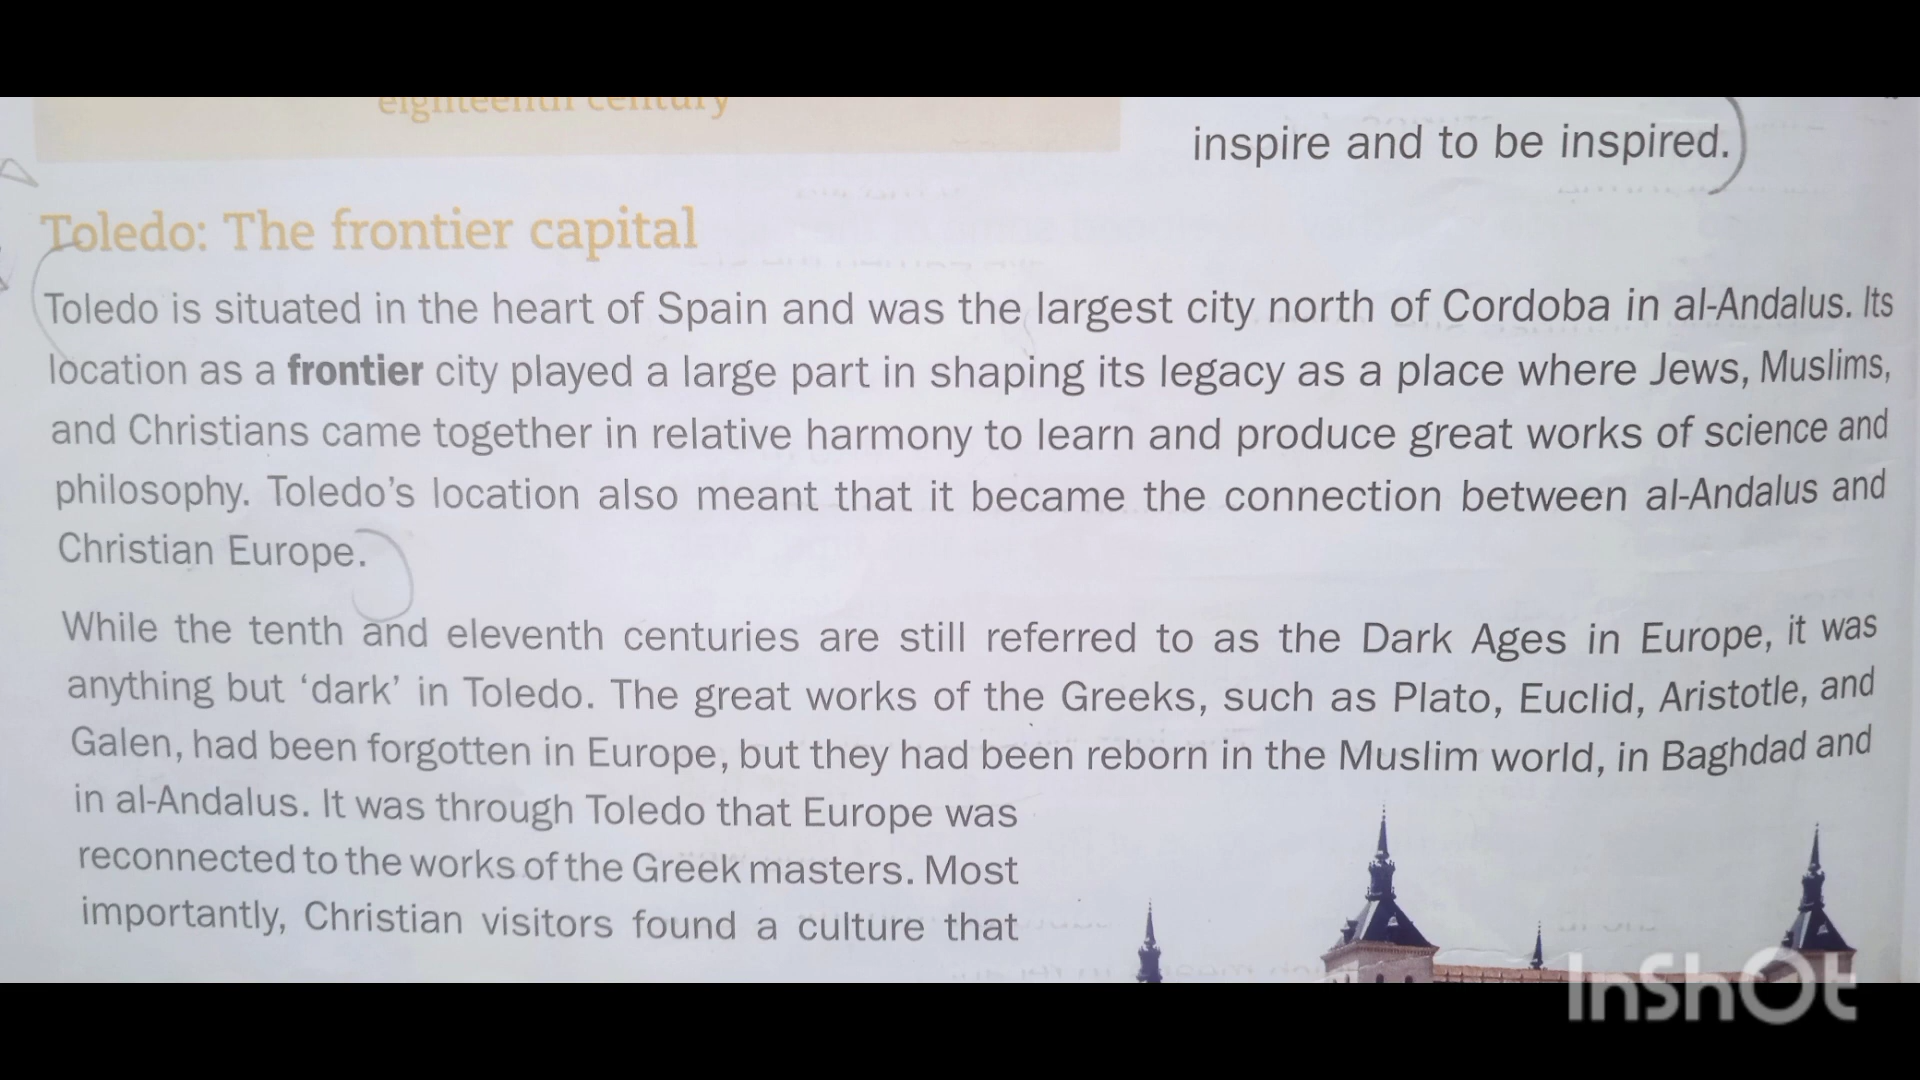 eighteenth century
inspire and to be inspired.
Toledo: The frontier capital
Toledo is situated in the heart of Spain and was the largest city north of Cordoba in al-Andalus. Its
location as a frontier city played a large part in shaping its legacy as a place where Jews, Muslims,
and Christians came together in relative harmony to learn and produce great works of science and
philosophy. Toledo's location also meant that it became the connection between al-Andalus and
Christian Europe.
While the tenth and eleventh centuries are still referred to as the Dark Ages in Europe, it was
anything but ‘dark’ in Toledo. The great works of the Greeks, such as Plato, Euclid, Aristotle, and
Galen, had been forgotten in Europe, but they had been reborn in the Muslim world, in Baghdad and
in al-Andalus. It was through Toledo that Europe was
reconnected to the works of the Greek masters. Most
importantly, Christian visitors found a culture that
InShOt